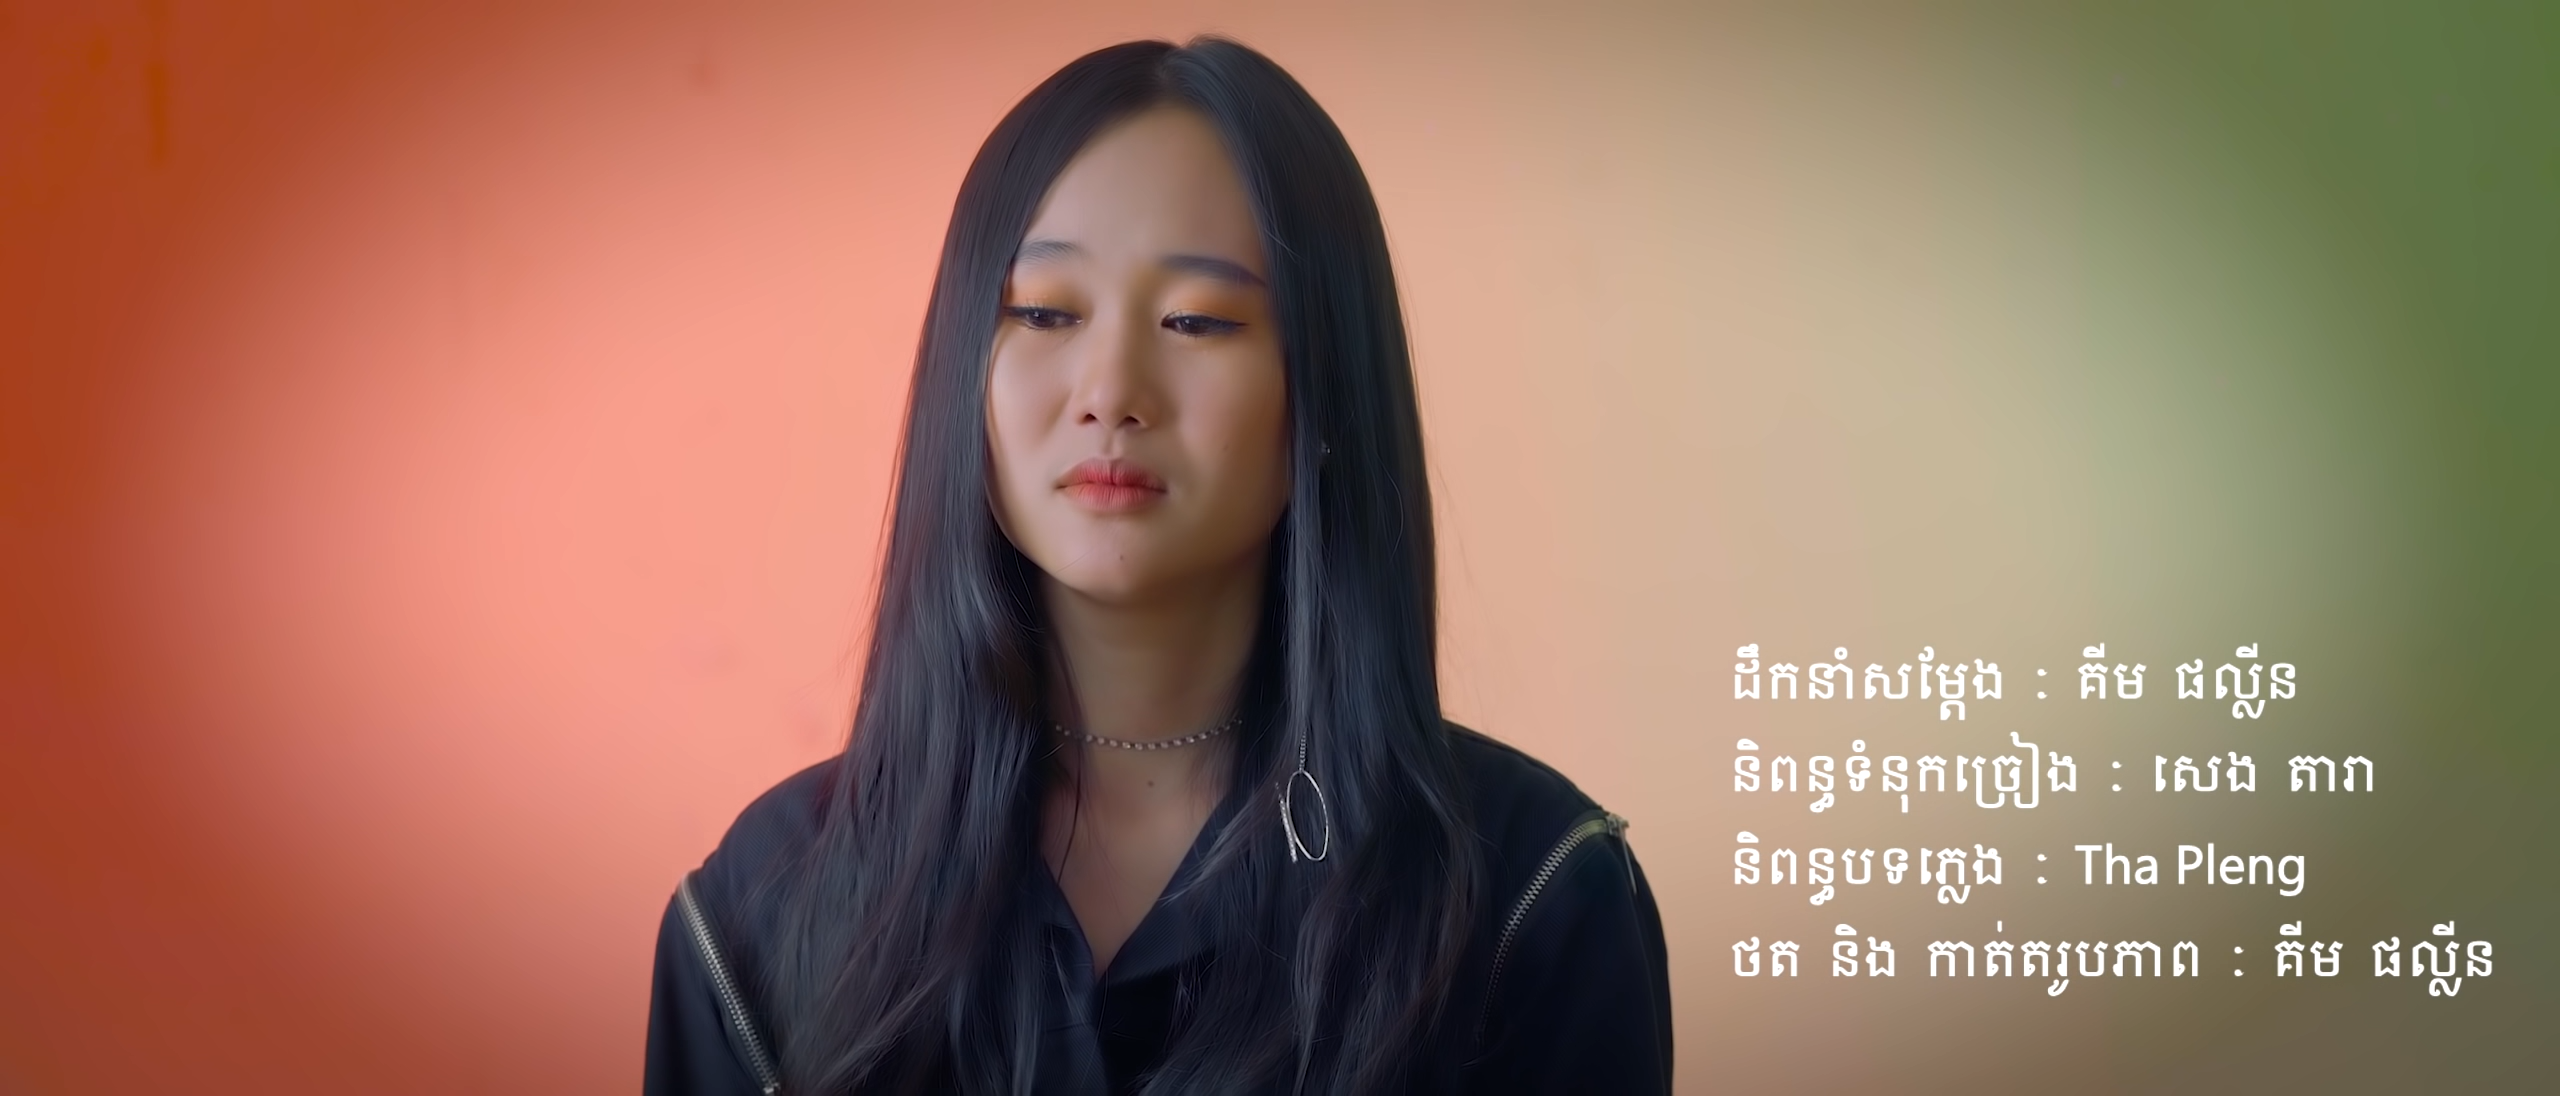 ដឹកនាំសម្ដែង : គីម ផល្លីន
និពន្ធទំនុកច្រៀង : សេង តារា
និពន្ធបទភ្លេង : Tha Pleng
ថត និង កាត់តរូបភាព : គីម ផល្លីន